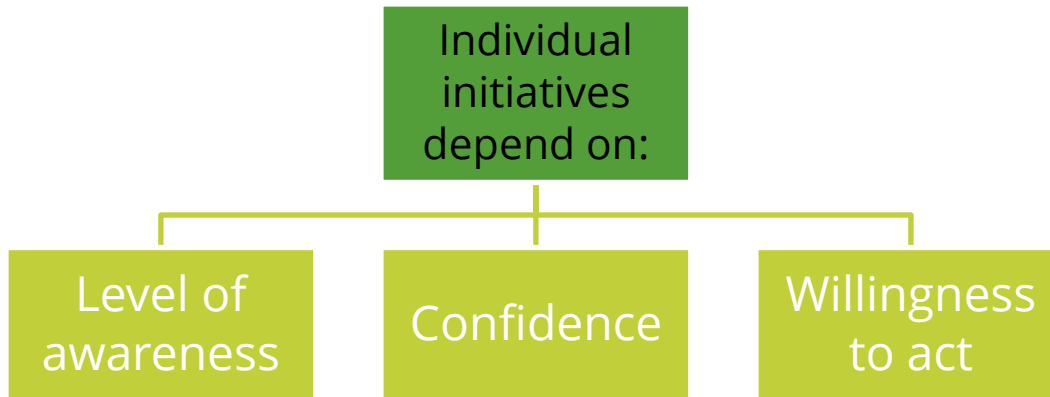 Individual
initiatives
depend on:
Level of
awareness
Confidence
Willingness
to act